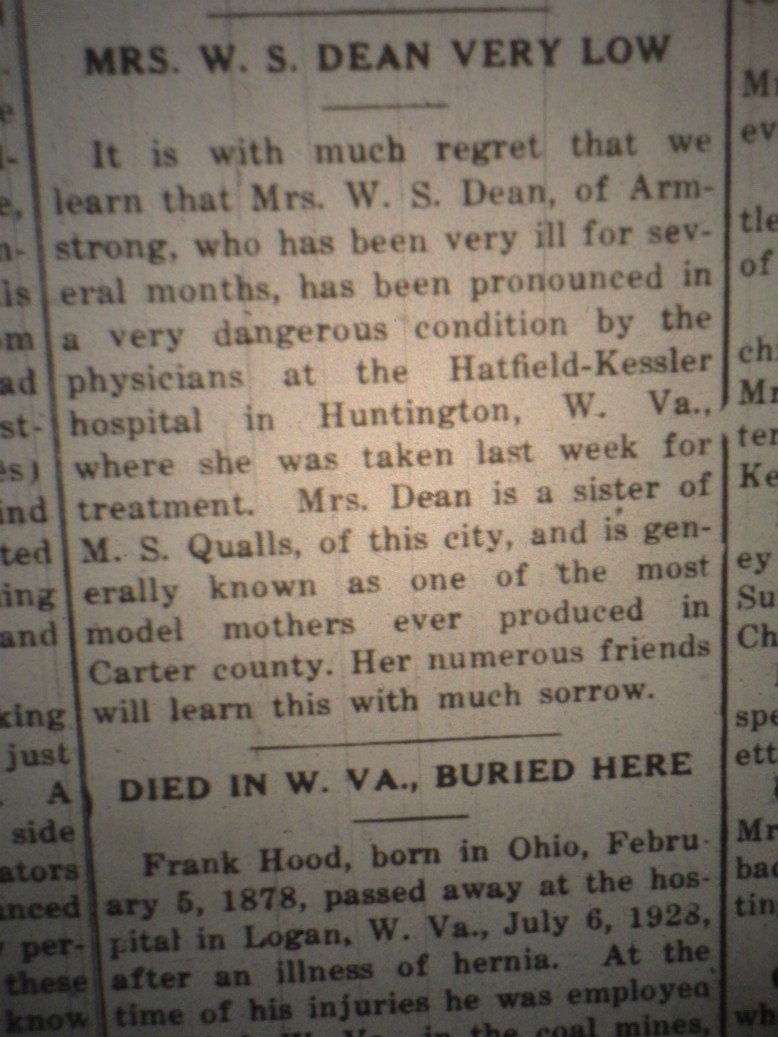 MRS. W. S. DEAN VERY LOW
It is with much regret that we
learn that Mrs. W. S. Dean, of Arm-
strong, who has been very ill for sev-
eral months, has been pronounced in
a very dangerous condition by the
physicians at the Hatfield-Kessler
hospital in Huntington, W. Va.,
where she was taken last week for
treatment. Mrs. Dean is a sister of
M. S. Qualls, of this city, and is gen-
erally known as one of the most
model mothers ever produced in
Carter county. Her numerous friends
will learn this with much sorrow.
DIED IN W. VA., BURIED HERE
Frank Hood, born in Ohio, Febru-
ary 5, 1878, passed away at the hos-
pital in Logan, W. Va., July 6, 1928,
after an illness of hernia. At the
time of his injuries he was employed
W. Va., in the coal mines,